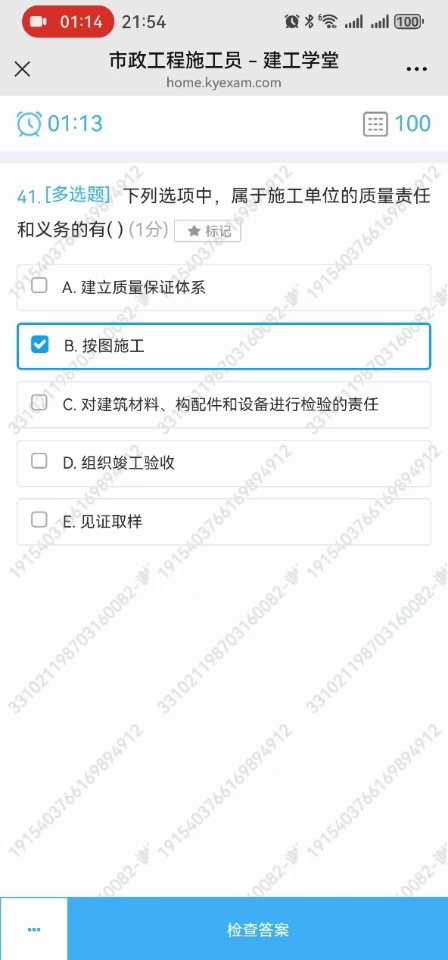 01:14 21:54 6 100
市政工程施工员 – 建工学堂
home.kyexam.com
01:13 100
41.[多选题] 下列选项中，属于施工单位的质量责任
和义务的有( ) (1分) ★ 标记
A. 建立质量保证体系
B. 按图施工
C. 对建筑材料、构配件和设备进行检验的责任
D. 组织竣工验收
E. 见证取样
1915403766169894912
331021198703160082-谢
... 检查答案